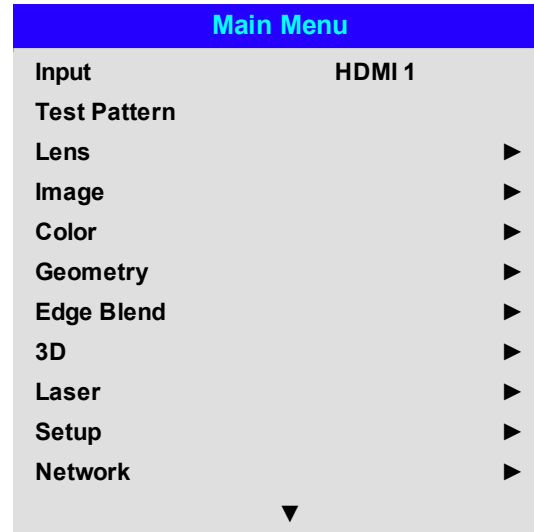 Main Menu
Input HDMI 1
Test Pattern
Lens ►
Image ►
Color ►
Geometry ►
Edge Blend ►
3D ►
Laser ►
Setup ►
Network ►
▼